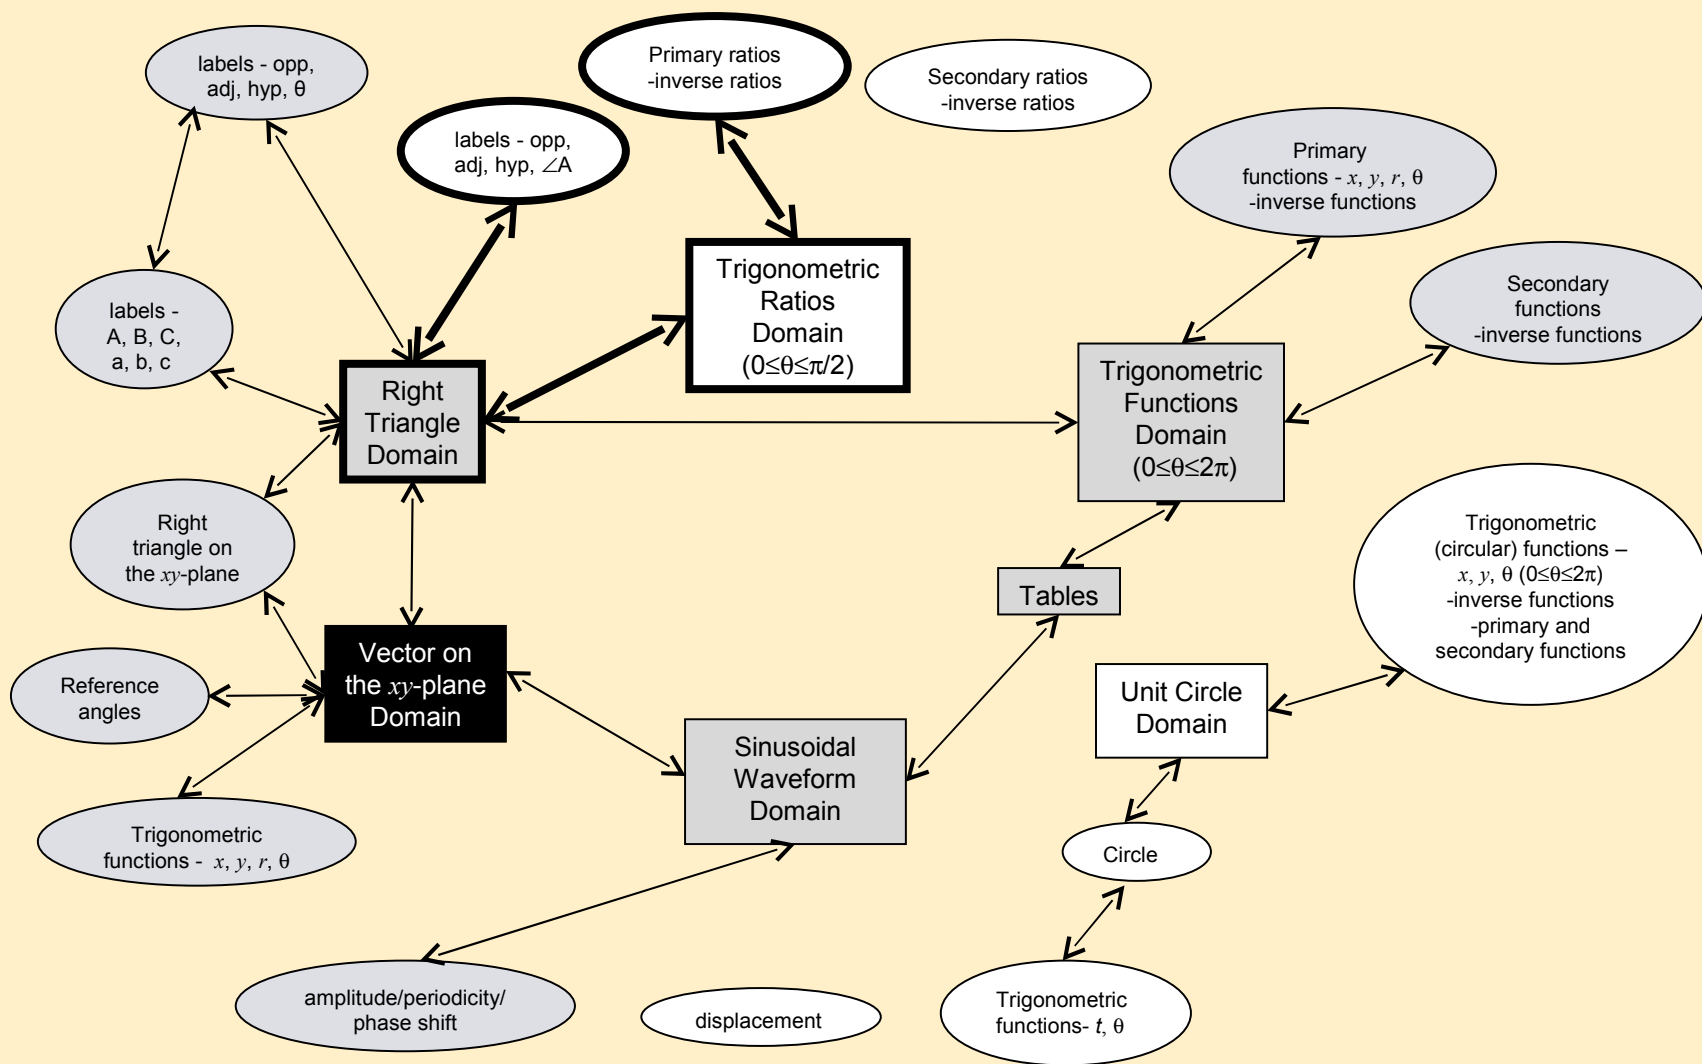 labels - opp,
adj, hyp, θ
Primary ratios
-inverse ratios
Secondary ratios
-inverse ratios
labels - opp,
adj, hyp, ∠A
Primary
functions - x, y, r, θ
-inverse functions
Trigonometric
Ratios
Domain
(0≤θ≤π/2)
Secondary
functions
-inverse functions
labels -
A, B, C,
a, b, c
Right
Triangle
Domain
Trigonometric
Functions
Domain
(0≤θ≤2π)
Right
triangle on
the xy-plane
Trigonometric
(circular) functions –
x, y, θ (0≤θ≤2π)
-inverse functions
-primary and
secondary functions
Tables
Vector on
the xy-plane
Domain
Reference
angles
Unit Circle
Domain
Sinusoidal
Waveform
Domain
Trigonometric
functions - x, y, r, θ
Circle
amplitude/periodicity/
phase shift
displacement
Trigonometric
functions- t, θ